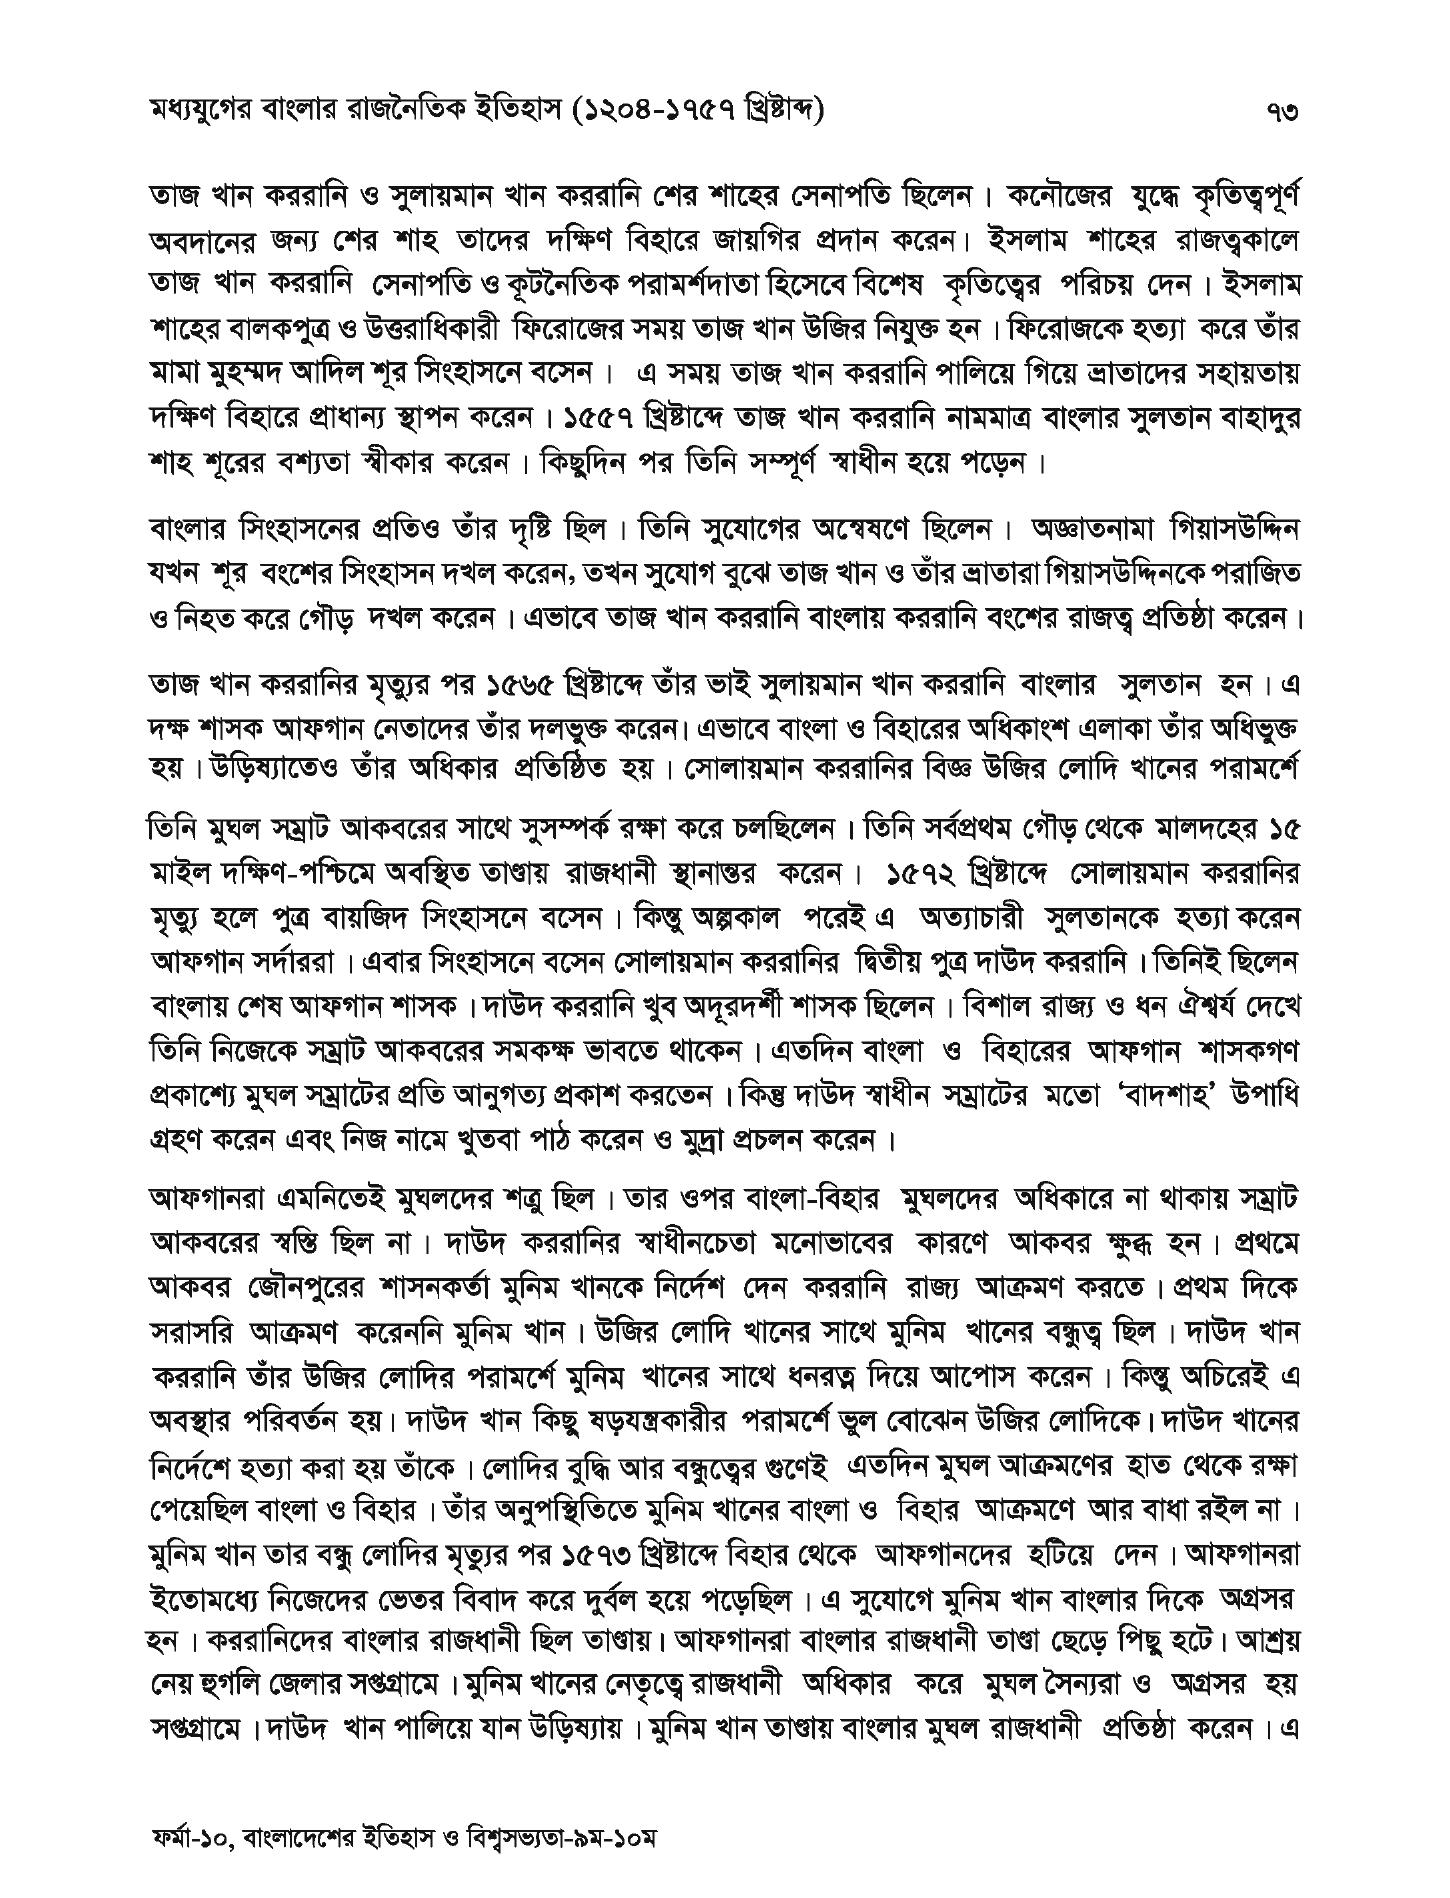 মধ্যযুগের বাংলার রাজনৈতিক ইতিহাস (১২০৪-১৭৫৭ খ্রিষ্টাব্দ)
৭৩
তাজ খান কররানি ও সুলায়মান খান কররানি শের শাহের সেনাপতি ছিলেন। কনৌজের যুদ্ধে কৃতিত্বপূর্ণ
অবদানের জন্য শের শাহ তাদের দক্ষিণ বিহারে জায়গির প্রদান করেন। ইসলাম শাহের রাজত্বকালে
তাজ খান কররানি সেনাপতি ও কূটনৈতিক পরামর্শদাতা হিসেবে বিশেষ কৃতিত্বের পরিচয় দেন। ইসলাম
শাহের বালকপুত্র ও উত্তরাধিকারী ফিরোজের সময় তাজ খান উজির নিযুক্ত হন। ফিরোজকে হত্যা করে তাঁর
মামা মুহম্মদ আদিল শূর সিংহাসনে বসেন। এ সময় তাজ খান কররানি পালিয়ে গিয়ে ভ্রাতাদের সহায়তায়
দক্ষিণ বিহারে প্রাধান্য স্থাপন করেন। ১৫৫৭ খ্রিষ্টাব্দে তাজ খান কররানি নামমাত্র বাংলার সুলতান বাহাদুর
শাহ শূরের বশ্যতা স্বীকার করেন। কিছুদিন পর তিনি সম্পূর্ণ স্বাধীন হয়ে পড়েন।
বাংলার সিংহাসনের প্রতিও তাঁর দৃষ্টি ছিল। তিনি সুযোগের অন্বেষণে ছিলেন। অজ্ঞাতনামা গিয়াসউদ্দিন
যখন শূর বংশের সিংহাসন দখল করেন, তখন সুযোগ বুঝে তাজ খান ও তাঁর ভ্রাতারা গিয়াসউদ্দিনকে পরাজিত
ও নিহত করে গৌড় দখল করেন। এভাবে তাজ খান কররানি বাংলায় কররানি বংশের রাজত্ব প্রতিষ্ঠা করেন।
তাজ খান কররানির মৃত্যুর পর ১৫৬৫ খ্রিষ্টাব্দে তাঁর ভাই সুলায়মান খান কররানি বাংলার সুলতান হন। এ
দক্ষ শাসক আফগান নেতাদের তাঁর দলভুক্ত করেন। এভাবে বাংলা ও বিহারের অধিকাংশ এলাকা তাঁর অধিভুক্ত
হয়। উড়িষ্যাতেও তাঁর অধিকার প্রতিষ্ঠিত হয়। সোলায়মান কররানির বিজ্ঞ উজির লোদি খানের পরামর্শে
তিনি মুঘল সম্রাট আকবরের সাথে সুসম্পর্ক রক্ষা করে চলছিলেন। তিনি সর্বপ্রথম গৌড় থেকে মালদহের ১৫
মাইল দক্ষিণ-পশ্চিমে অবস্থিত তাণ্ডায় রাজধানী স্থানান্তর করেন। ১৫৭২ খ্রিষ্টাব্দে সোলায়মান কররানির
মৃত্যু হলে পুত্র বায়জিদ সিংহাসনে বসেন। কিন্তু অল্পকাল পরেই এ অত্যাচারী সুলতানকে হত্যা করেন
আফগান সর্দাররা। এবার সিংহাসনে বসেন সোলায়মান কররানির দ্বিতীয় পুত্র দাউদ কররানি। তিনিই ছিলেন
বাংলায় শেষ আফগান শাসক। দাউদ কররানি খুব অদূরদর্শী শাসক ছিলেন। বিশাল রাজ্য ও ধন ঐশ্বর্য দেখে
তিনি নিজেকে সম্রাট আকবরের সমকক্ষ ভাবতে থাকেন। এতদিন বাংলা ও বিহারের আফগান শাসকগণ
প্রকাশ্যে মুঘল সম্রাটের প্রতি আনুগত্য প্রকাশ করতেন। কিন্তু দাউদ স্বাধীন সম্রাটের মতো ‘বাদশাহ’ উপাধি
গ্রহণ করেন এবং নিজ নামে খুতবা পাঠ করেন ও মুদ্রা প্রচলন করেন।
আফগানরা এমনিতেই মুঘলদের শত্রু ছিল। তার ওপর বাংলা-বিহার মুঘলদের অধিকারে না থাকায় সম্রাট
আকবরের স্বস্তি ছিল না। দাউদ কররানির স্বাধীনচেতা মনোভাবের কারণে আকবর ক্ষুব্ধ হন। প্রথমে
আকবর জৌনপুরের শাসনকর্তা মুনিম খানকে নির্দেশ দেন কররানি রাজ্য আক্রমণ করতে। প্রথম দিকে
সরাসরি আক্রমণ করেননি মুনিম খান। উজির লোদি খানের সাথে মুনিম খানের বন্ধুত্ব ছিল। দাউদ খান
কররানি তাঁর উজির লোদির পরামর্শে মুনিম খানের সাথে ধনরত্ন দিয়ে আপোস করেন। কিন্তু অচিরেই এ
অবস্থার পরিবর্তন হয়। দাউদ খান কিছু ষড়যন্ত্রকারীর পরামর্শে ভুল বোঝেন উজির লোদিকে। দাউদ খানের
নির্দেশে হত্যা করা হয় তাঁকে। লোদির বুদ্ধি আর বন্ধুত্বের গুণেই এতদিন মুঘল আক্রমণের হাত থেকে রক্ষা
পেয়েছিল বাংলা ও বিহার। তাঁর অনুপস্থিতিতে মুনিম খানের বাংলা ও বিহার আক্রমণে আর বাধা রইল না।
মুনিম খান তার বন্ধু লোদির মৃত্যুর পর ১৫৭৩ খ্রিষ্টাব্দে বিহার থেকে আফগানদের হটিয়ে দেন। আফগানরা
ইতোমধ্যে নিজেদের ভেতর বিবাদ করে দুর্বল হয়ে পড়েছিল। এ সুযোগে মুনিম খান বাংলার দিকে অগ্রসর
হন। কররানিদের বাংলার রাজধানী ছিল তাণ্ডায়। আফগানরা বাংলার রাজধানী তাণ্ডা ছেড়ে পিছু হটে। আশ্রয়
নেয় হুগলি জেলার সপ্তগ্রামে। মুনিম খানের নেতৃত্বে রাজধানী অধিকার করে মুঘল সৈন্যরা ও অগ্রসর হয়
সপ্তগ্রামে। দাউদ খান পালিয়ে যান উড়িষ্যায়। মুনিম খান তাণ্ডায় বাংলার মুঘল রাজধানী প্রতিষ্ঠা করেন। এ
ফর্মা-১০, বাংলাদেশের ইতিহাস ও বিশ্বসভ্যতা-৯ম-১০ম